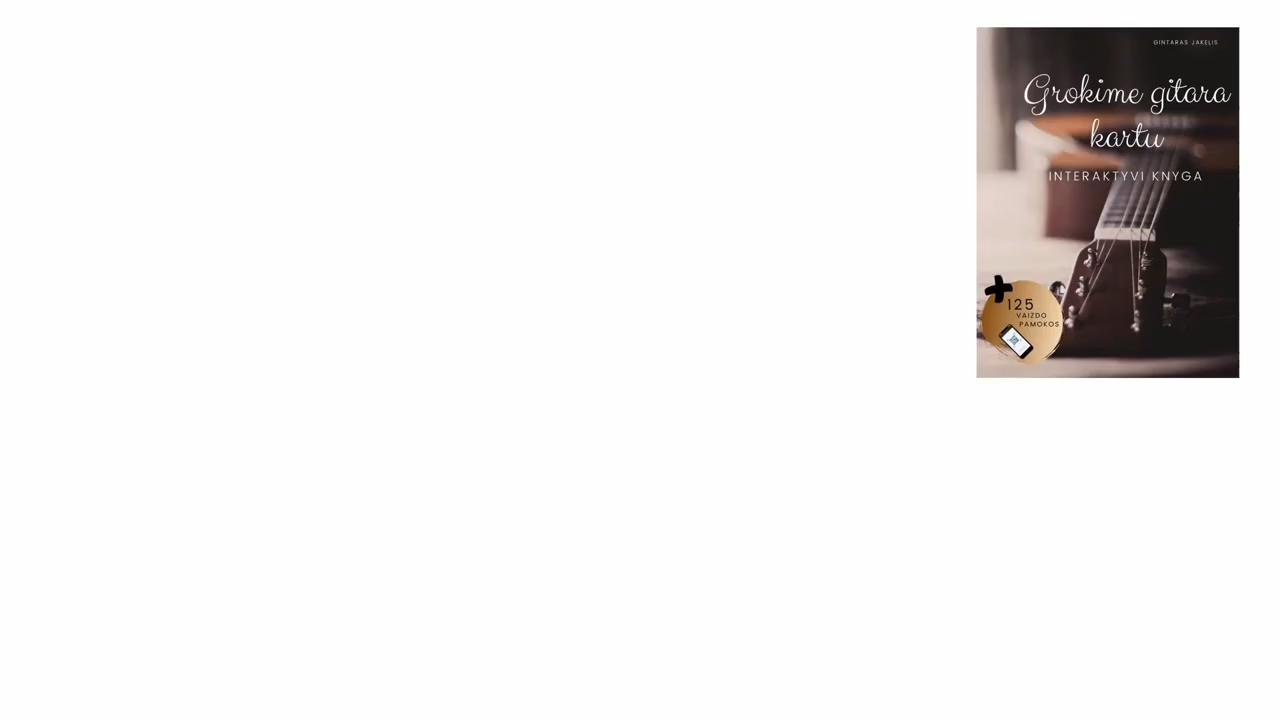 GINTARAS JAKELIS
Grokime gitara
kartu
INTERAKTYVI KNYGA
125
VAIZDO
PAMOKOS